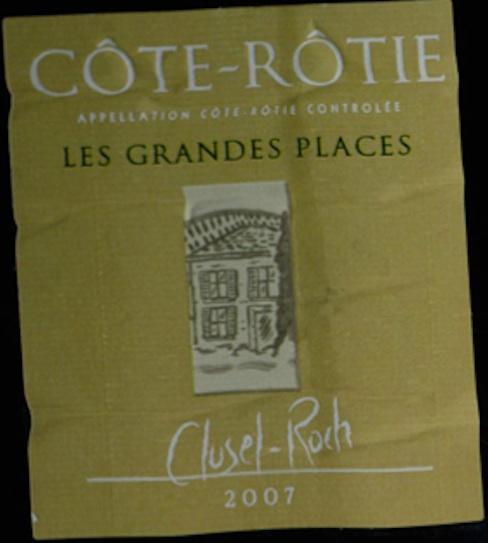 CÔTE-RÔTIE
APPELLATION CÔTE-RÔTIE CONTROLÉE
LES GRANDES PLACES
Clusel-Roch
2007